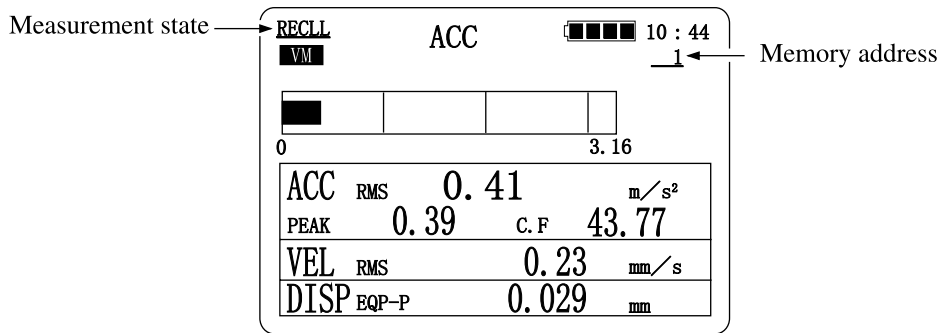 Measurement state
RECLL
ACC
10 : 44
VM
1
Memory address
0
3.16
ACC RMS 0.41 m/s²
PEAK 0.39 C.F 43.77
VEL RMS 0.23 mm/s
DISP EQP-P 0.029 mm